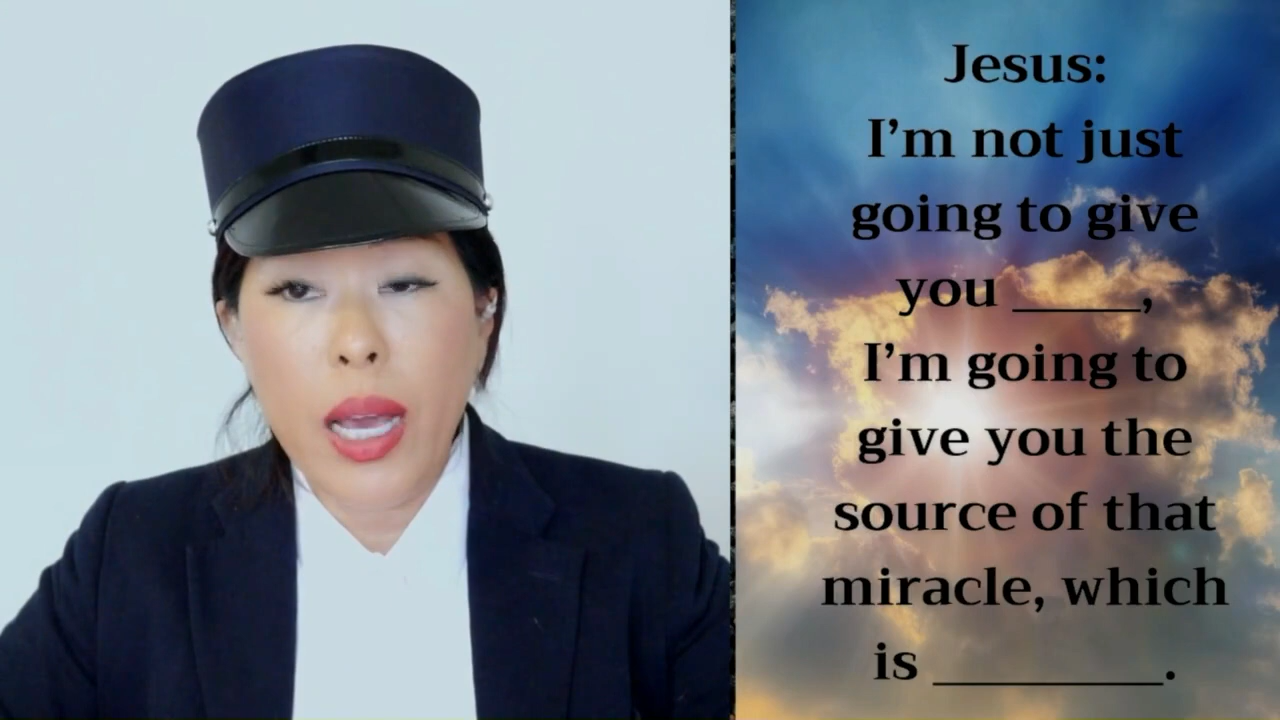 Jesus:
I’m not just
going to give
you _____,
I’m going to
give you the
source of that
miracle, which
is _________.